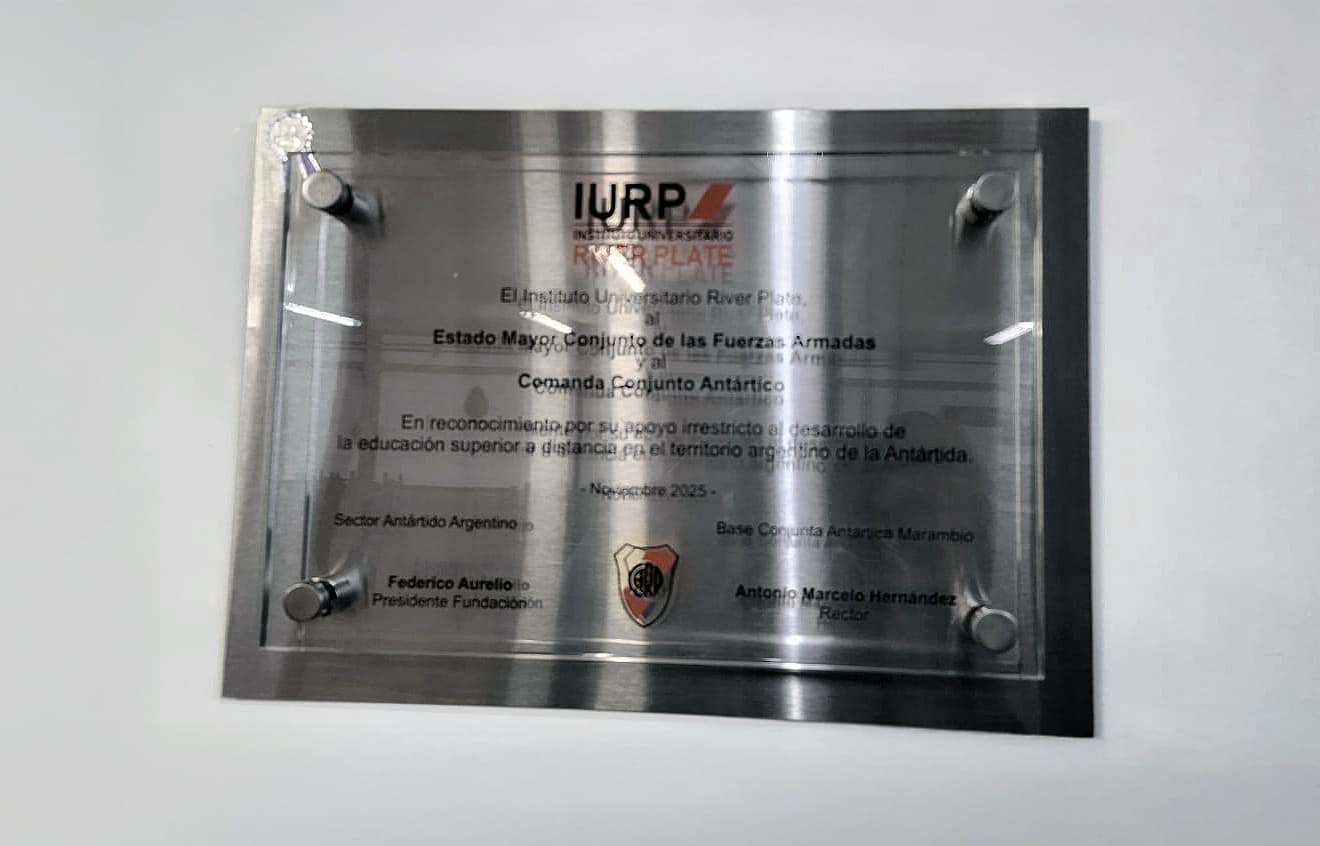 IURP
INSTITUTO UNIVERSITARIO
RIVER PLATE
El Instituto Universitario River Plate,
al
Estado Mayor Conjunto de las Fuerzas Armadas
y al
Comanda Conjunto Antártico
En reconocimiento por su apoyo irrestricto al desarrollo de
la educación superior a distancia en el territorio argentino de la Antártida.
- Noviembre 2025 -
Sector Antártido Argentino
Base Conjunta Antártica Marambio
CARP
Federico Aurelio
Presidente Fundación
Antonio Marcelo Hernández
Rector